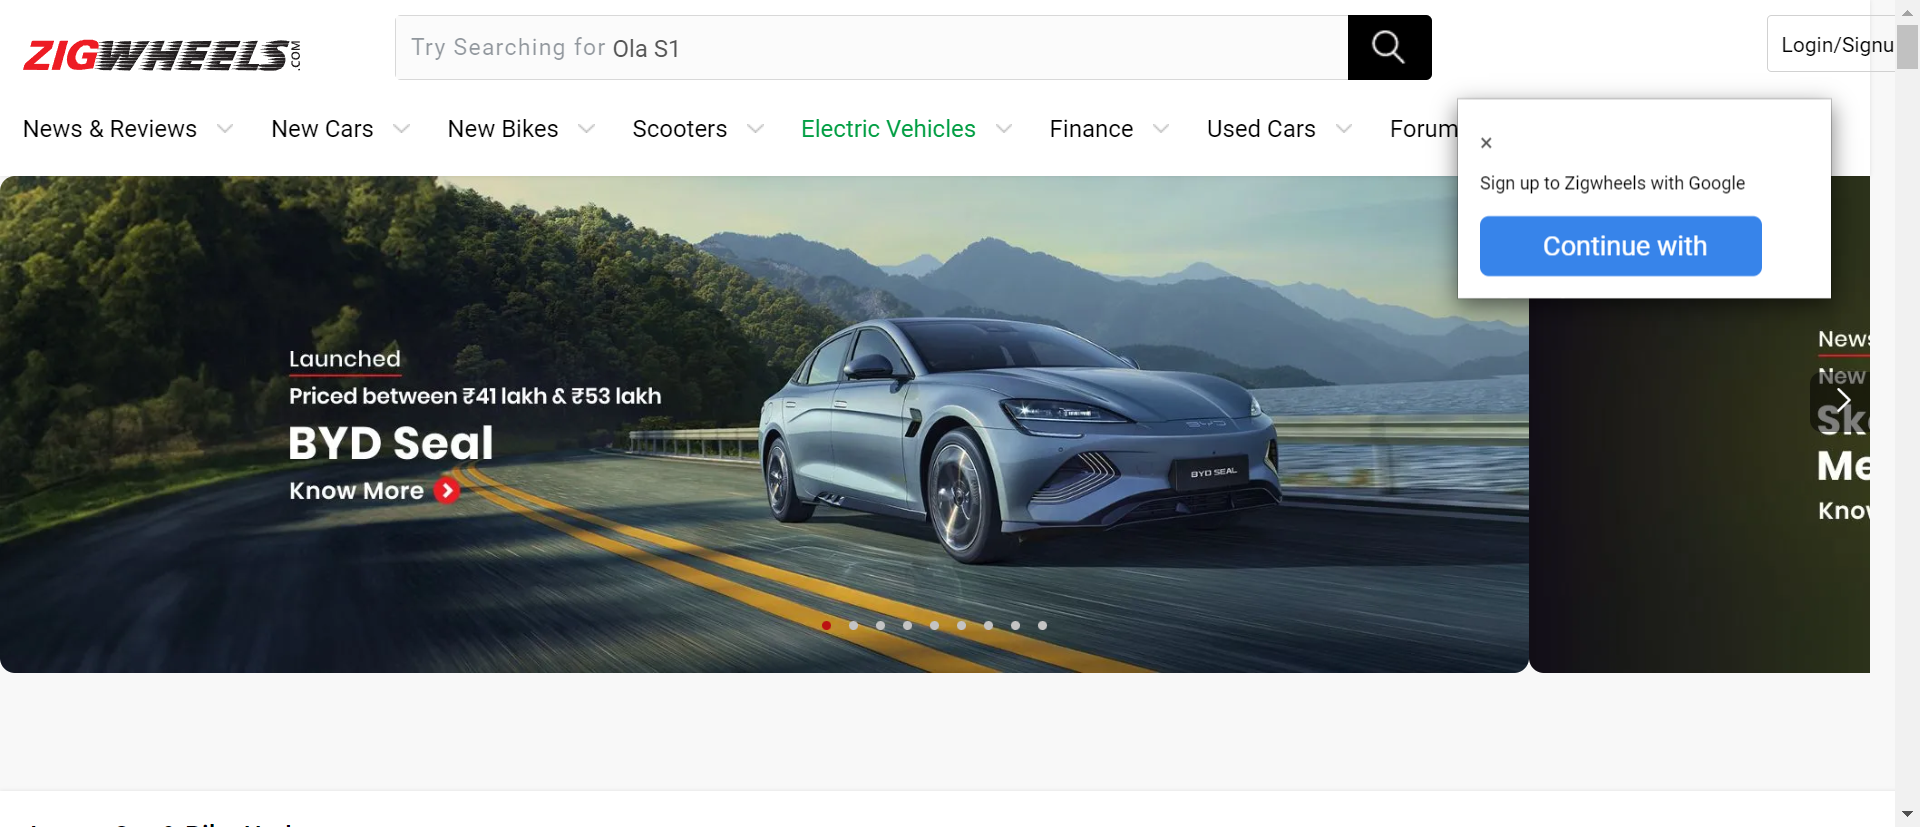 ZIGWHEELS.COM
Try Searching for Ola S1
Login/Signu
News & Reviews
New Cars
New Bikes
Scooters
Electric Vehicles
Finance
Used Cars
Forum
×
Sign up to Zigwheels with Google
Continue with
Launched
Priced between ₹41 lakh & ₹53 lakh
BYD Seal
Know More
BYD
BYD SEAL
News
New
Sk
Me
Know